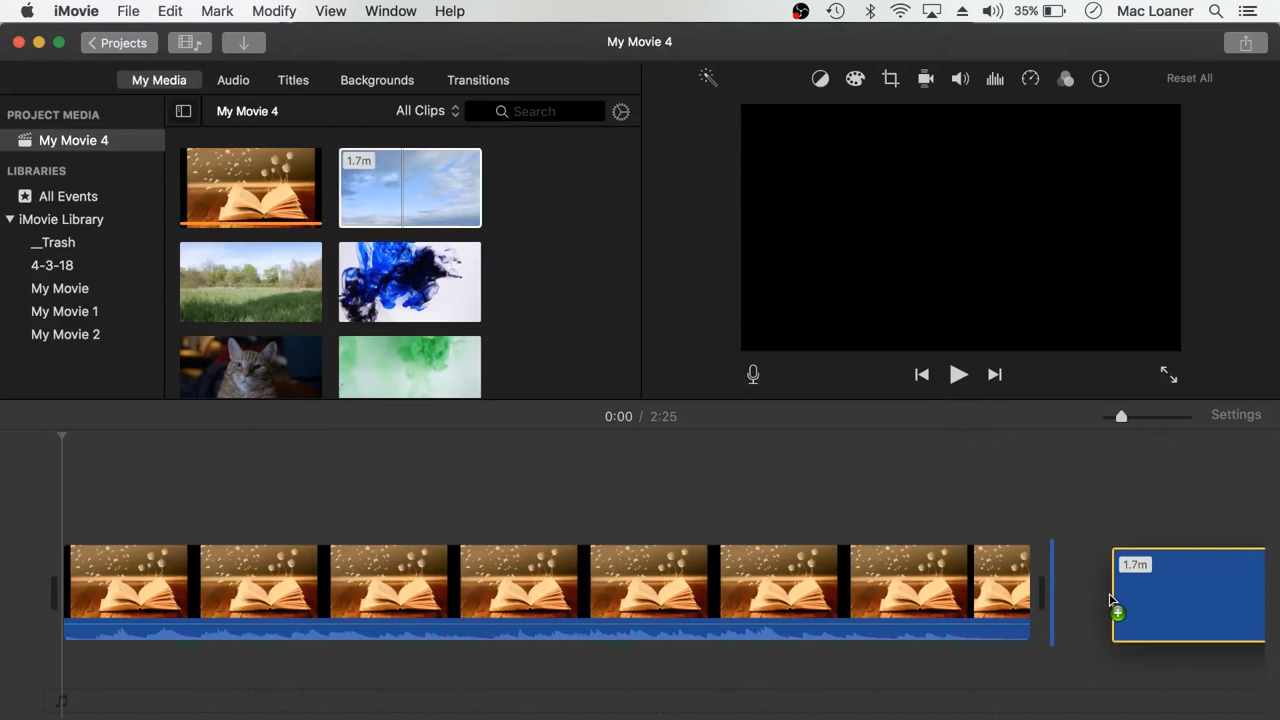 iMovie File Edit Mark Modify View Window Help 35% Mac Loaner
Projects My Movie 4
My Media Audio Titles Backgrounds Transitions Reset All
PROJECT MEDIA My Movie 4 All Clips Search
My Movie 4
LIBRARIES
All Events
iMovie Library
__Trash
4-3-18
My Movie
My Movie 1
My Movie 2
1.7m
0:00 / 2:25 Settings
1.7m